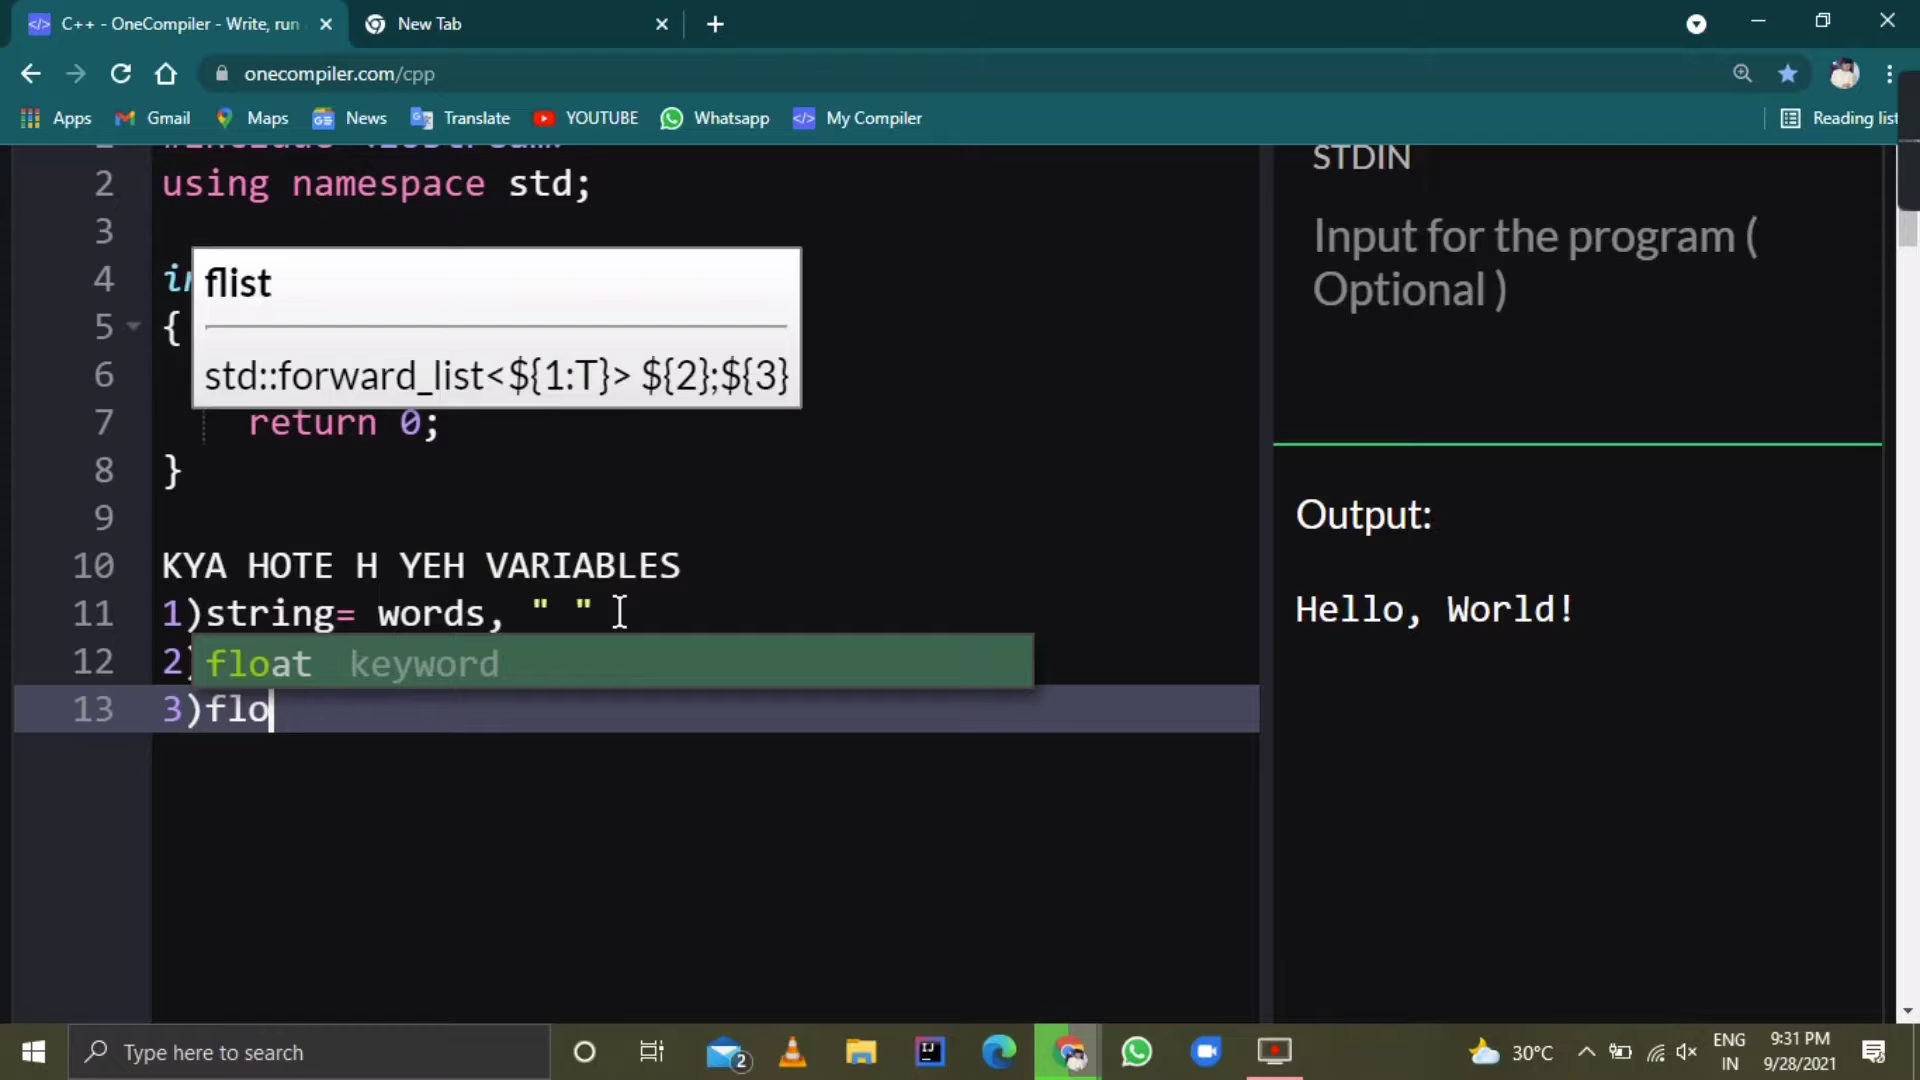 C++ - OneCompiler - Write, run
New Tab
onecompiler.com/cpp
Apps
Gmail
Maps
News
Translate
YOUTUBE
Whatsapp
My Compiler
Reading list
2 using namespace std;
3
4
flist
std::forward_list<${1:T}> ${2};${3}
5 {
6
7 return 0;
8 }
9
10 KYA HOTE H YEH VARIABLES
11 1)string= words, " "
12 2)
float keyword
13 3)flo
STDIN
Input for the program (
Optional )
Output:
Hello, World!
Type here to search
2
30°C
ENG
IN
9:31 PM
9/28/2021